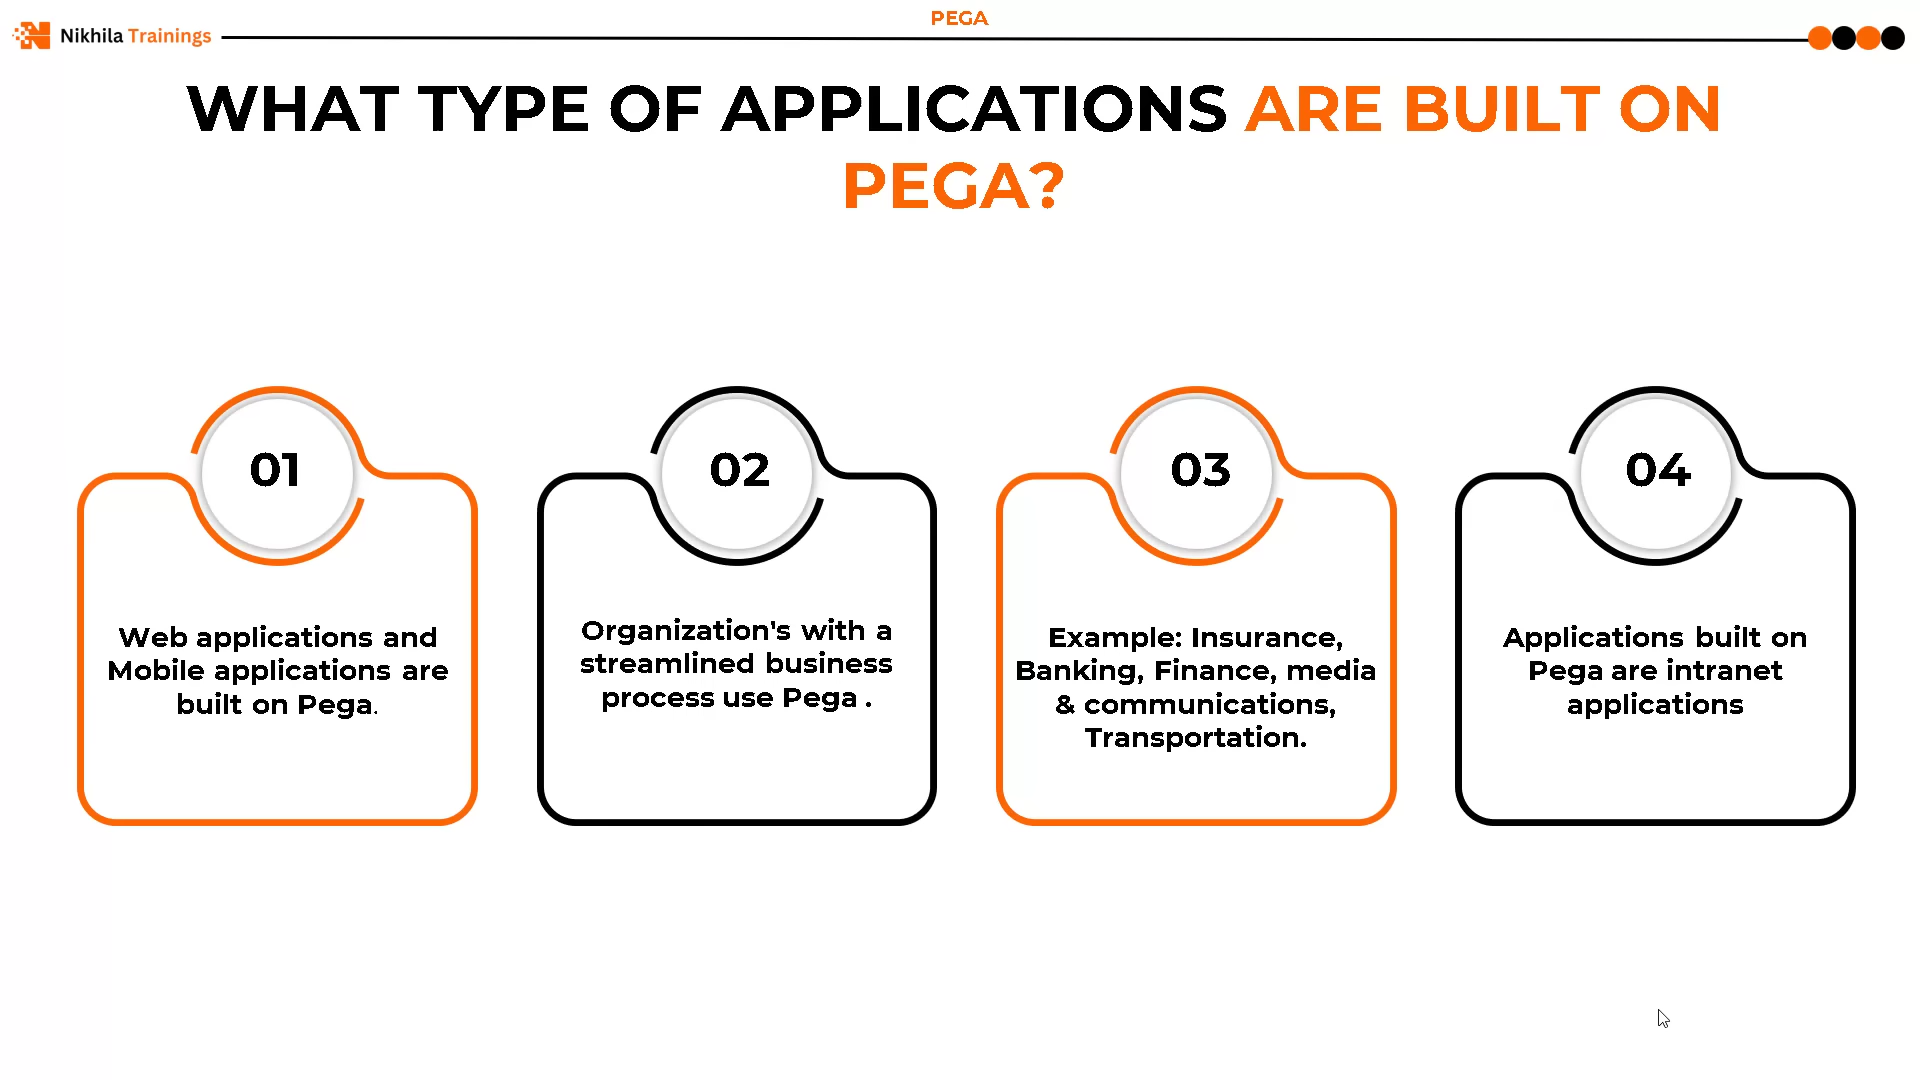 PEGA
Nikhila Trainings
WHAT TYPE OF APPLICATIONS ARE BUILT ON
PEGA?
01
Web applications and
Mobile applications are
built on Pega.
02
Organization's with a
streamlined business
process use Pega .
03
Example: Insurance,
Banking, Finance, media
& communications,
Transportation.
04
Applications built on
Pega are intranet
applications